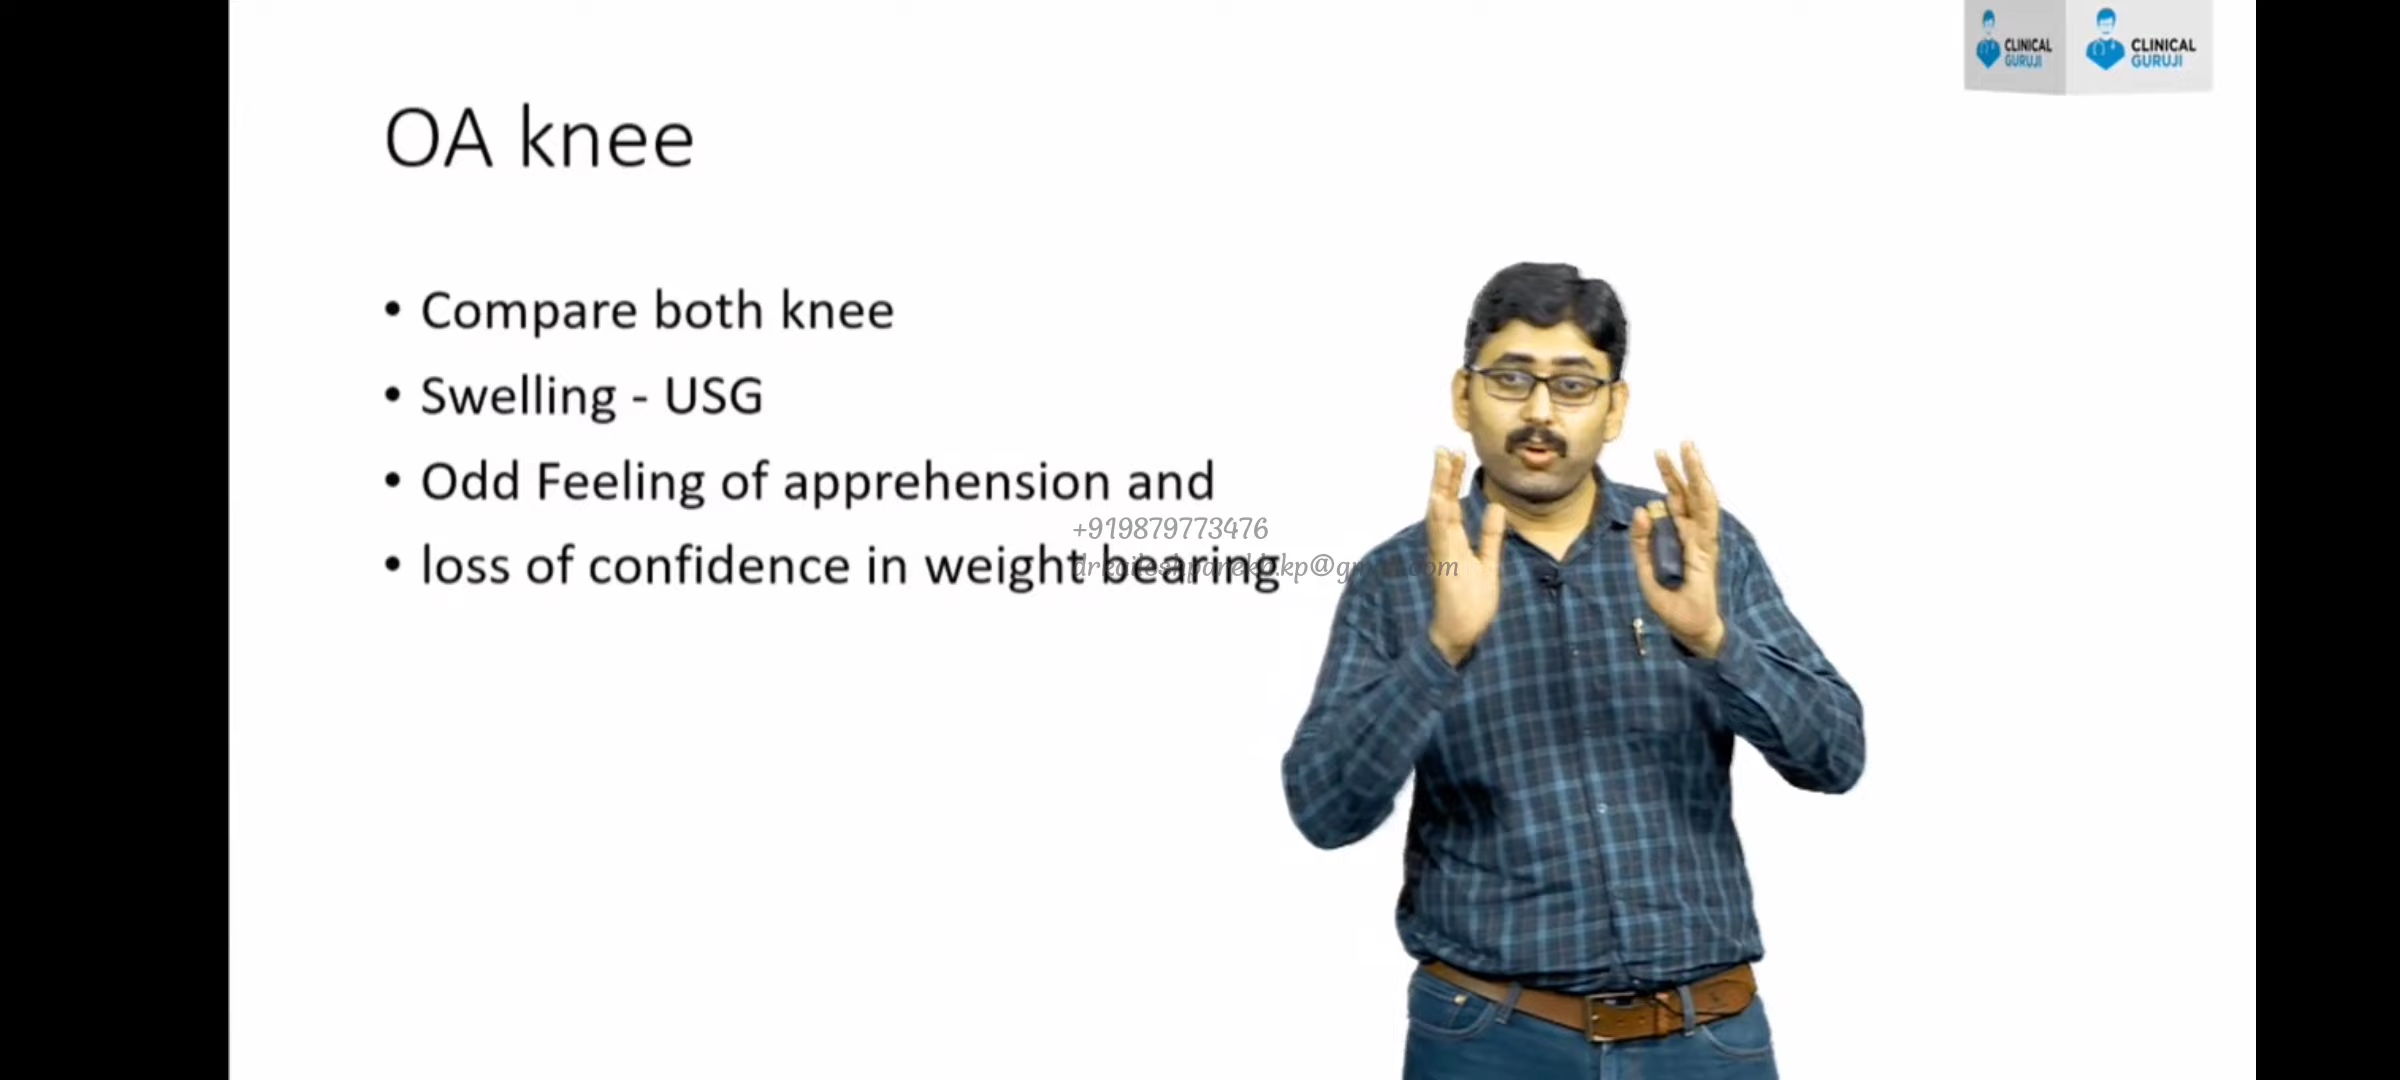 CLINICAL
GURUJI
CLINICAL
GURUJI
OA knee
• Compare both knee
• Swelling - USG
• Odd Feeling of apprehension and
+919879773476
• loss of confidence in weight bearing